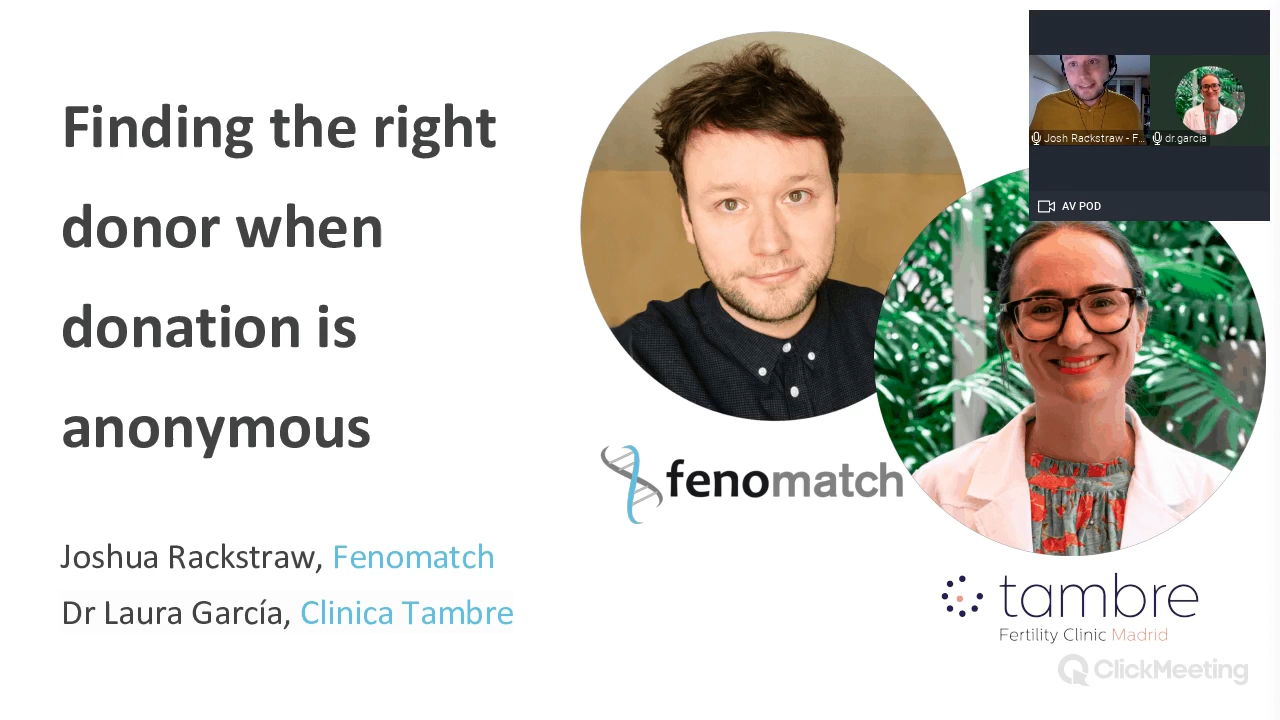 Finding the right
donor when
donation is
anonymous
Joshua Rackstraw, Fenomatch
Dr Laura García, Clinica Tambre
fenomatch
tambre
Fertility Clinic Madrid
ClickMeeting
Josh Rackstraw - F...
dr.garcia
AV POD